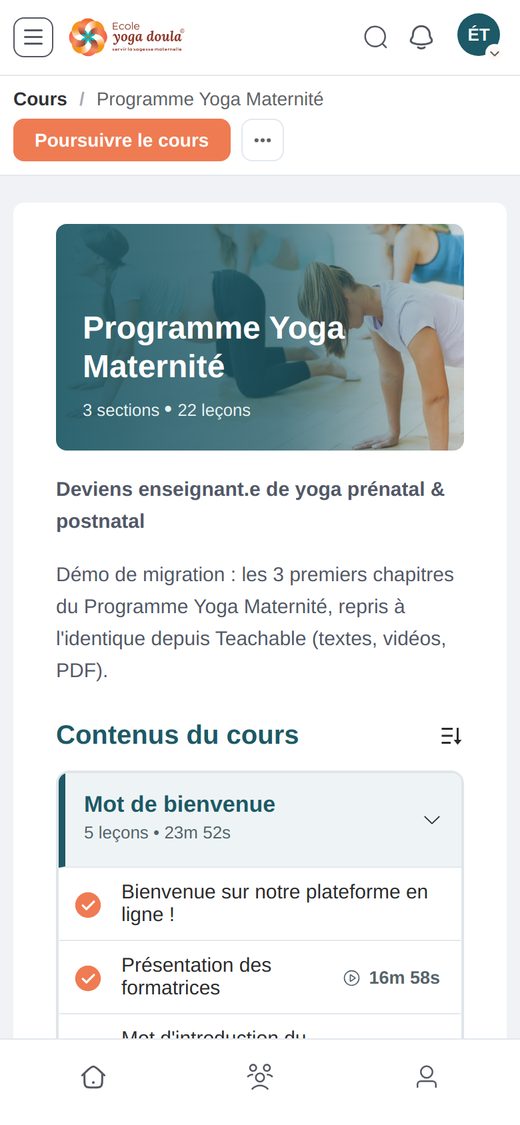 Ecole
yoga doula
servir la sagesse maternelle
ÉT
Cours / Programme Yoga Maternité
Poursuivre le cours
Programme Yoga
Maternité
3 sections • 22 leçons
Deviens enseignant.e de yoga prénatal &
postnatal
Démo de migration : les 3 premiers chapitres
du Programme Yoga Maternité, repris à
l'identique depuis Teachable (textes, vidéos,
PDF).
Contenus du cours
Mot de bienvenue
5 leçons • 23m 52s
Bienvenue sur notre plateforme en
ligne !
Présentation des
formatrices
16m 58s
Mot d'introduction du